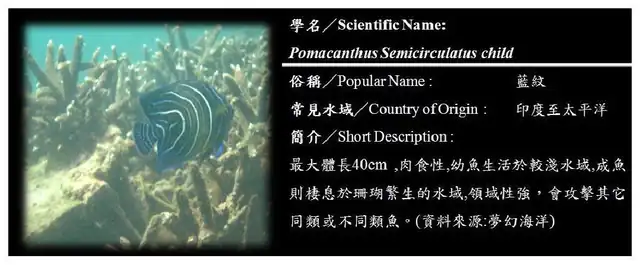 學名／Scientific Name:
Pomacanthus Semicirculatus child
俗稱／Popular Name : 藍紋
常見水域／Country of Origin : 印度至太平洋
簡介／Short Description :
最大體長40cm ,肉食性,幼魚生活於較淺水域,成魚
則棲息於珊瑚繁生的水域,領域性強，會攻擊其它
同類或不同類魚。(資料來源:夢幻海洋)